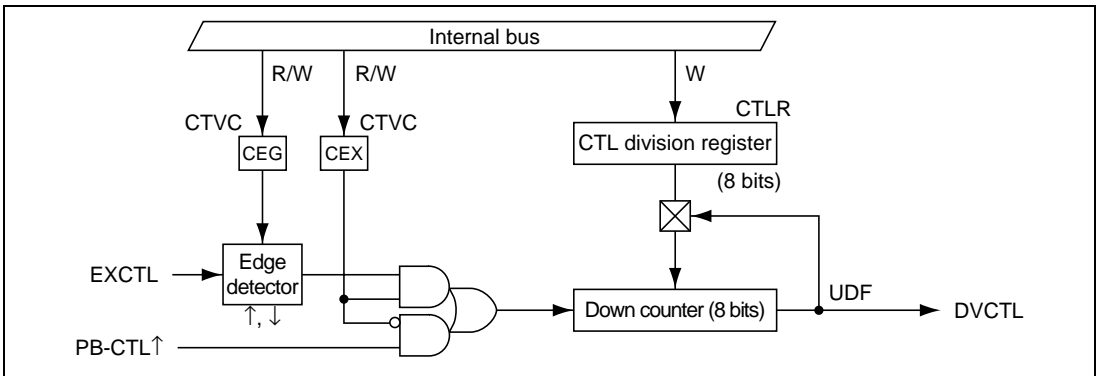 Internal bus
R/W
R/W
W
CTVC
CTVC
CTLR
CEG
CEX
CTL division register
(8 bits)
EXCTL
Edge
detector
↑, ↓
Down counter (8 bits)
UDF
DVCTL
PB-CTL↑